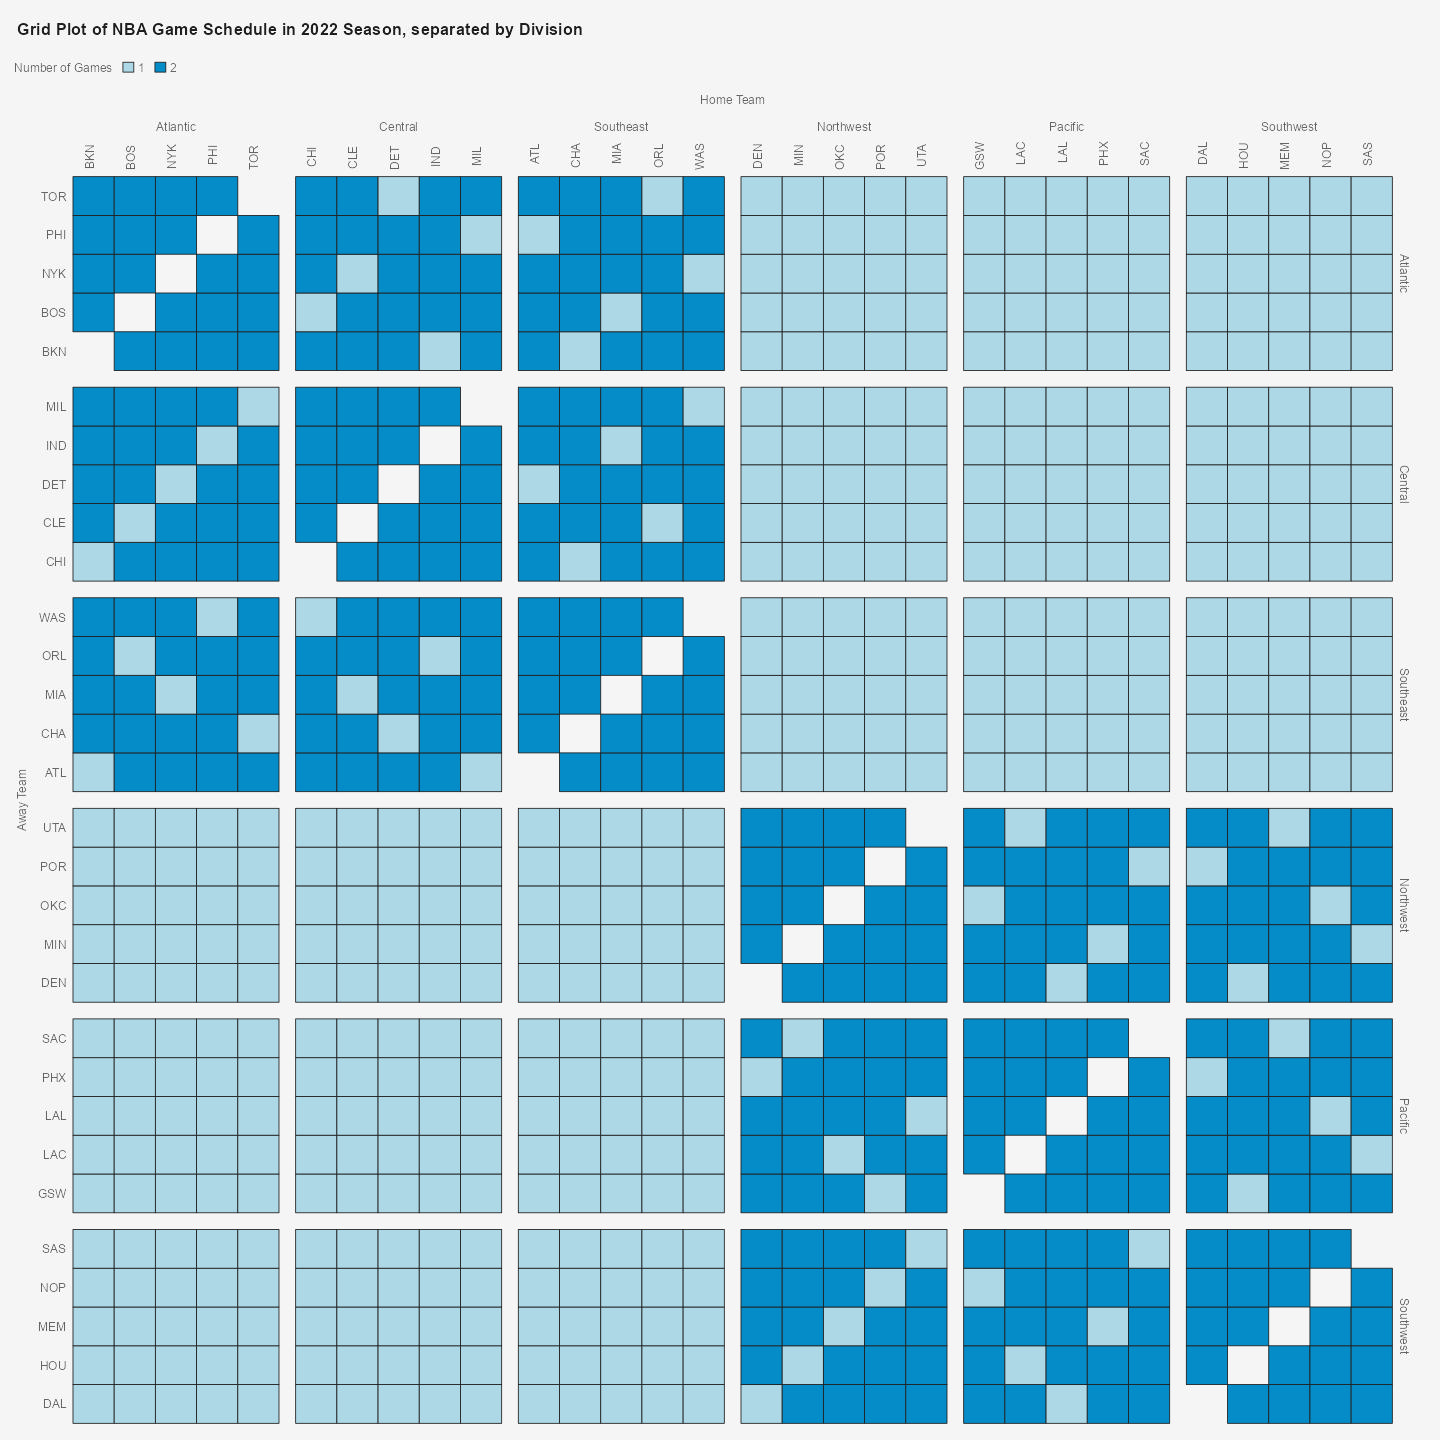 Grid Plot of NBA Game Schedule in 2022 Season, separated by Division
Number of Games 1 2
Home Team
Atlantic Central Southeast Northwest Pacific Southwest
BKN BOS NYK PHI TOR CHI CLE DET IND MIL ATL CHA MIA ORL WAS DEN MIN OKC POR UTA GSW LAC LAL PHX SAC DAL HOU MEM NOP SAS
TOR
PHI
NYK
BOS
BKN
Atlantic
MIL
IND
DET
CLE
CHI
Central
WAS
ORL
MIA
CHA
ATL
Southeast
Away Team
UTA
POR
OKC
MIN
DEN
Northwest
SAC
PHX
LAL
LAC
GSW
Pacific
SAS
NOP
MEM
HOU
DAL
Southwest